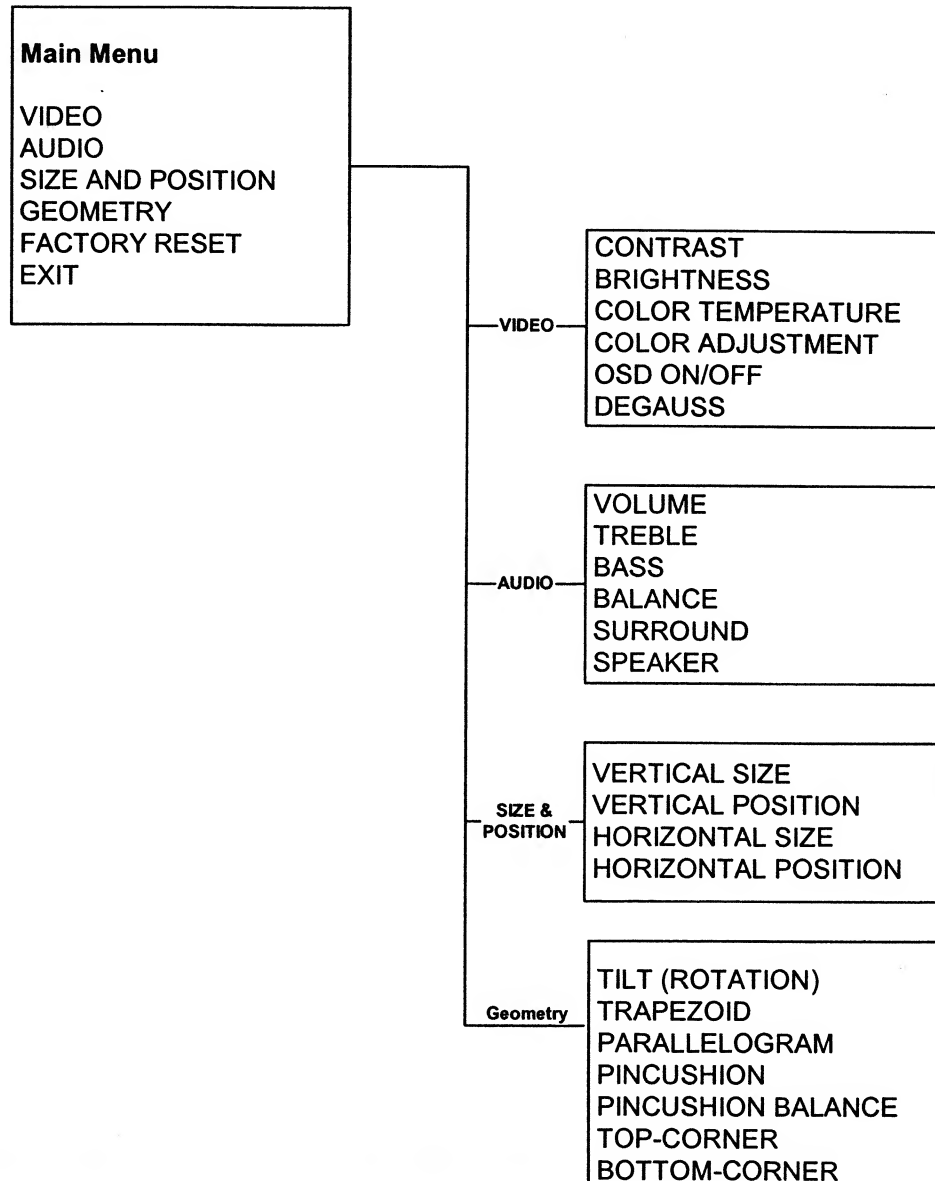 Main Menu
VIDEO
AUDIO
SIZE AND POSITION
GEOMETRY
FACTORY RESET
EXIT
VIDEO
CONTRAST
BRIGHTNESS
COLOR TEMPERATURE
COLOR ADJUSTMENT
OSD ON/OFF
DEGAUSS
AUDIO
VOLUME
TREBLE
BASS
BALANCE
SURROUND
SPEAKER
SIZE &
POSITION
VERTICAL SIZE
VERTICAL POSITION
HORIZONTAL SIZE
HORIZONTAL POSITION
Geometry
TILT (ROTATION)
TRAPEZOID
PARALLELOGRAM
PINCUSHION
PINCUSHION BALANCE
TOP-CORNER
BOTTOM-CORNER